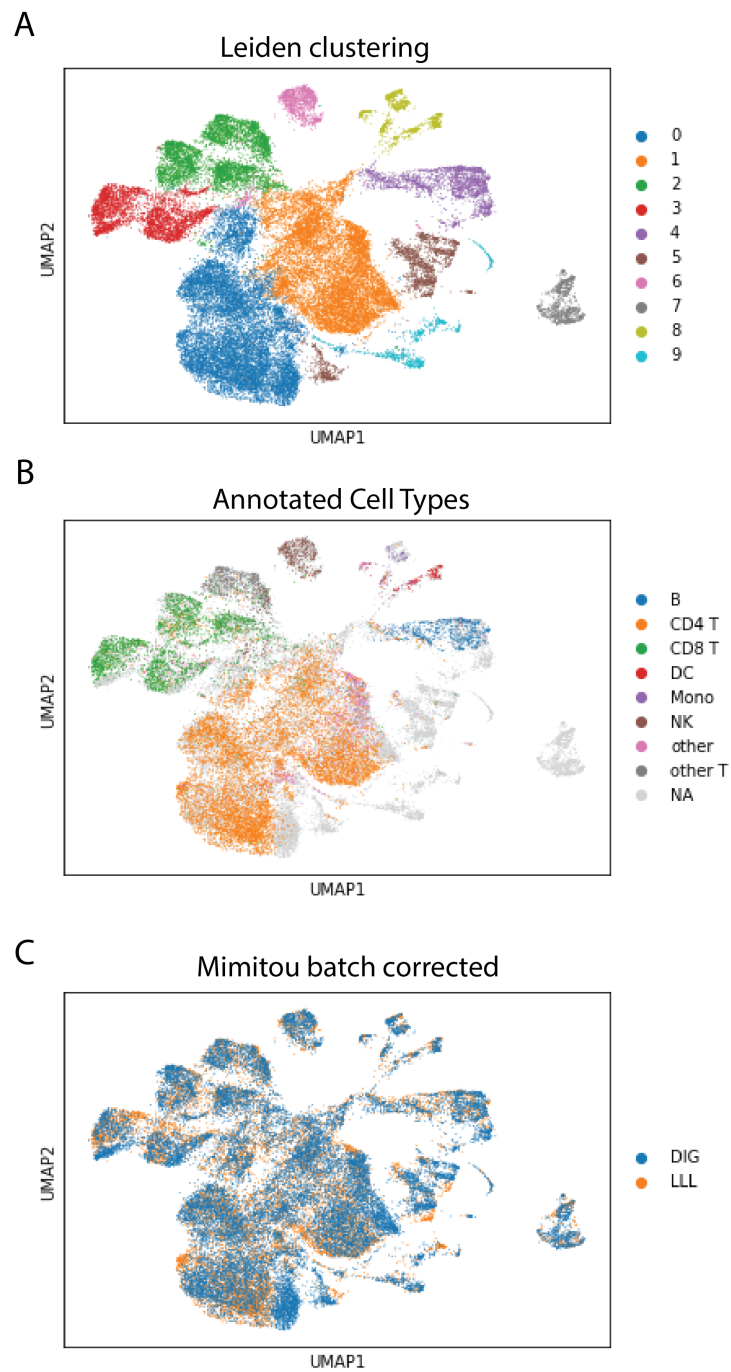 A
Leiden clustering
UMAP2
UMAP1
0
1
2
3
4
5
6
7
8
9
B
Annotated Cell Types
UMAP2
UMAP1
B
CD4 T
CD8 T
DC
Mono
NK
other
other T
NA
C
Mimitou batch corrected
UMAP2
UMAP1
DIG
LLL